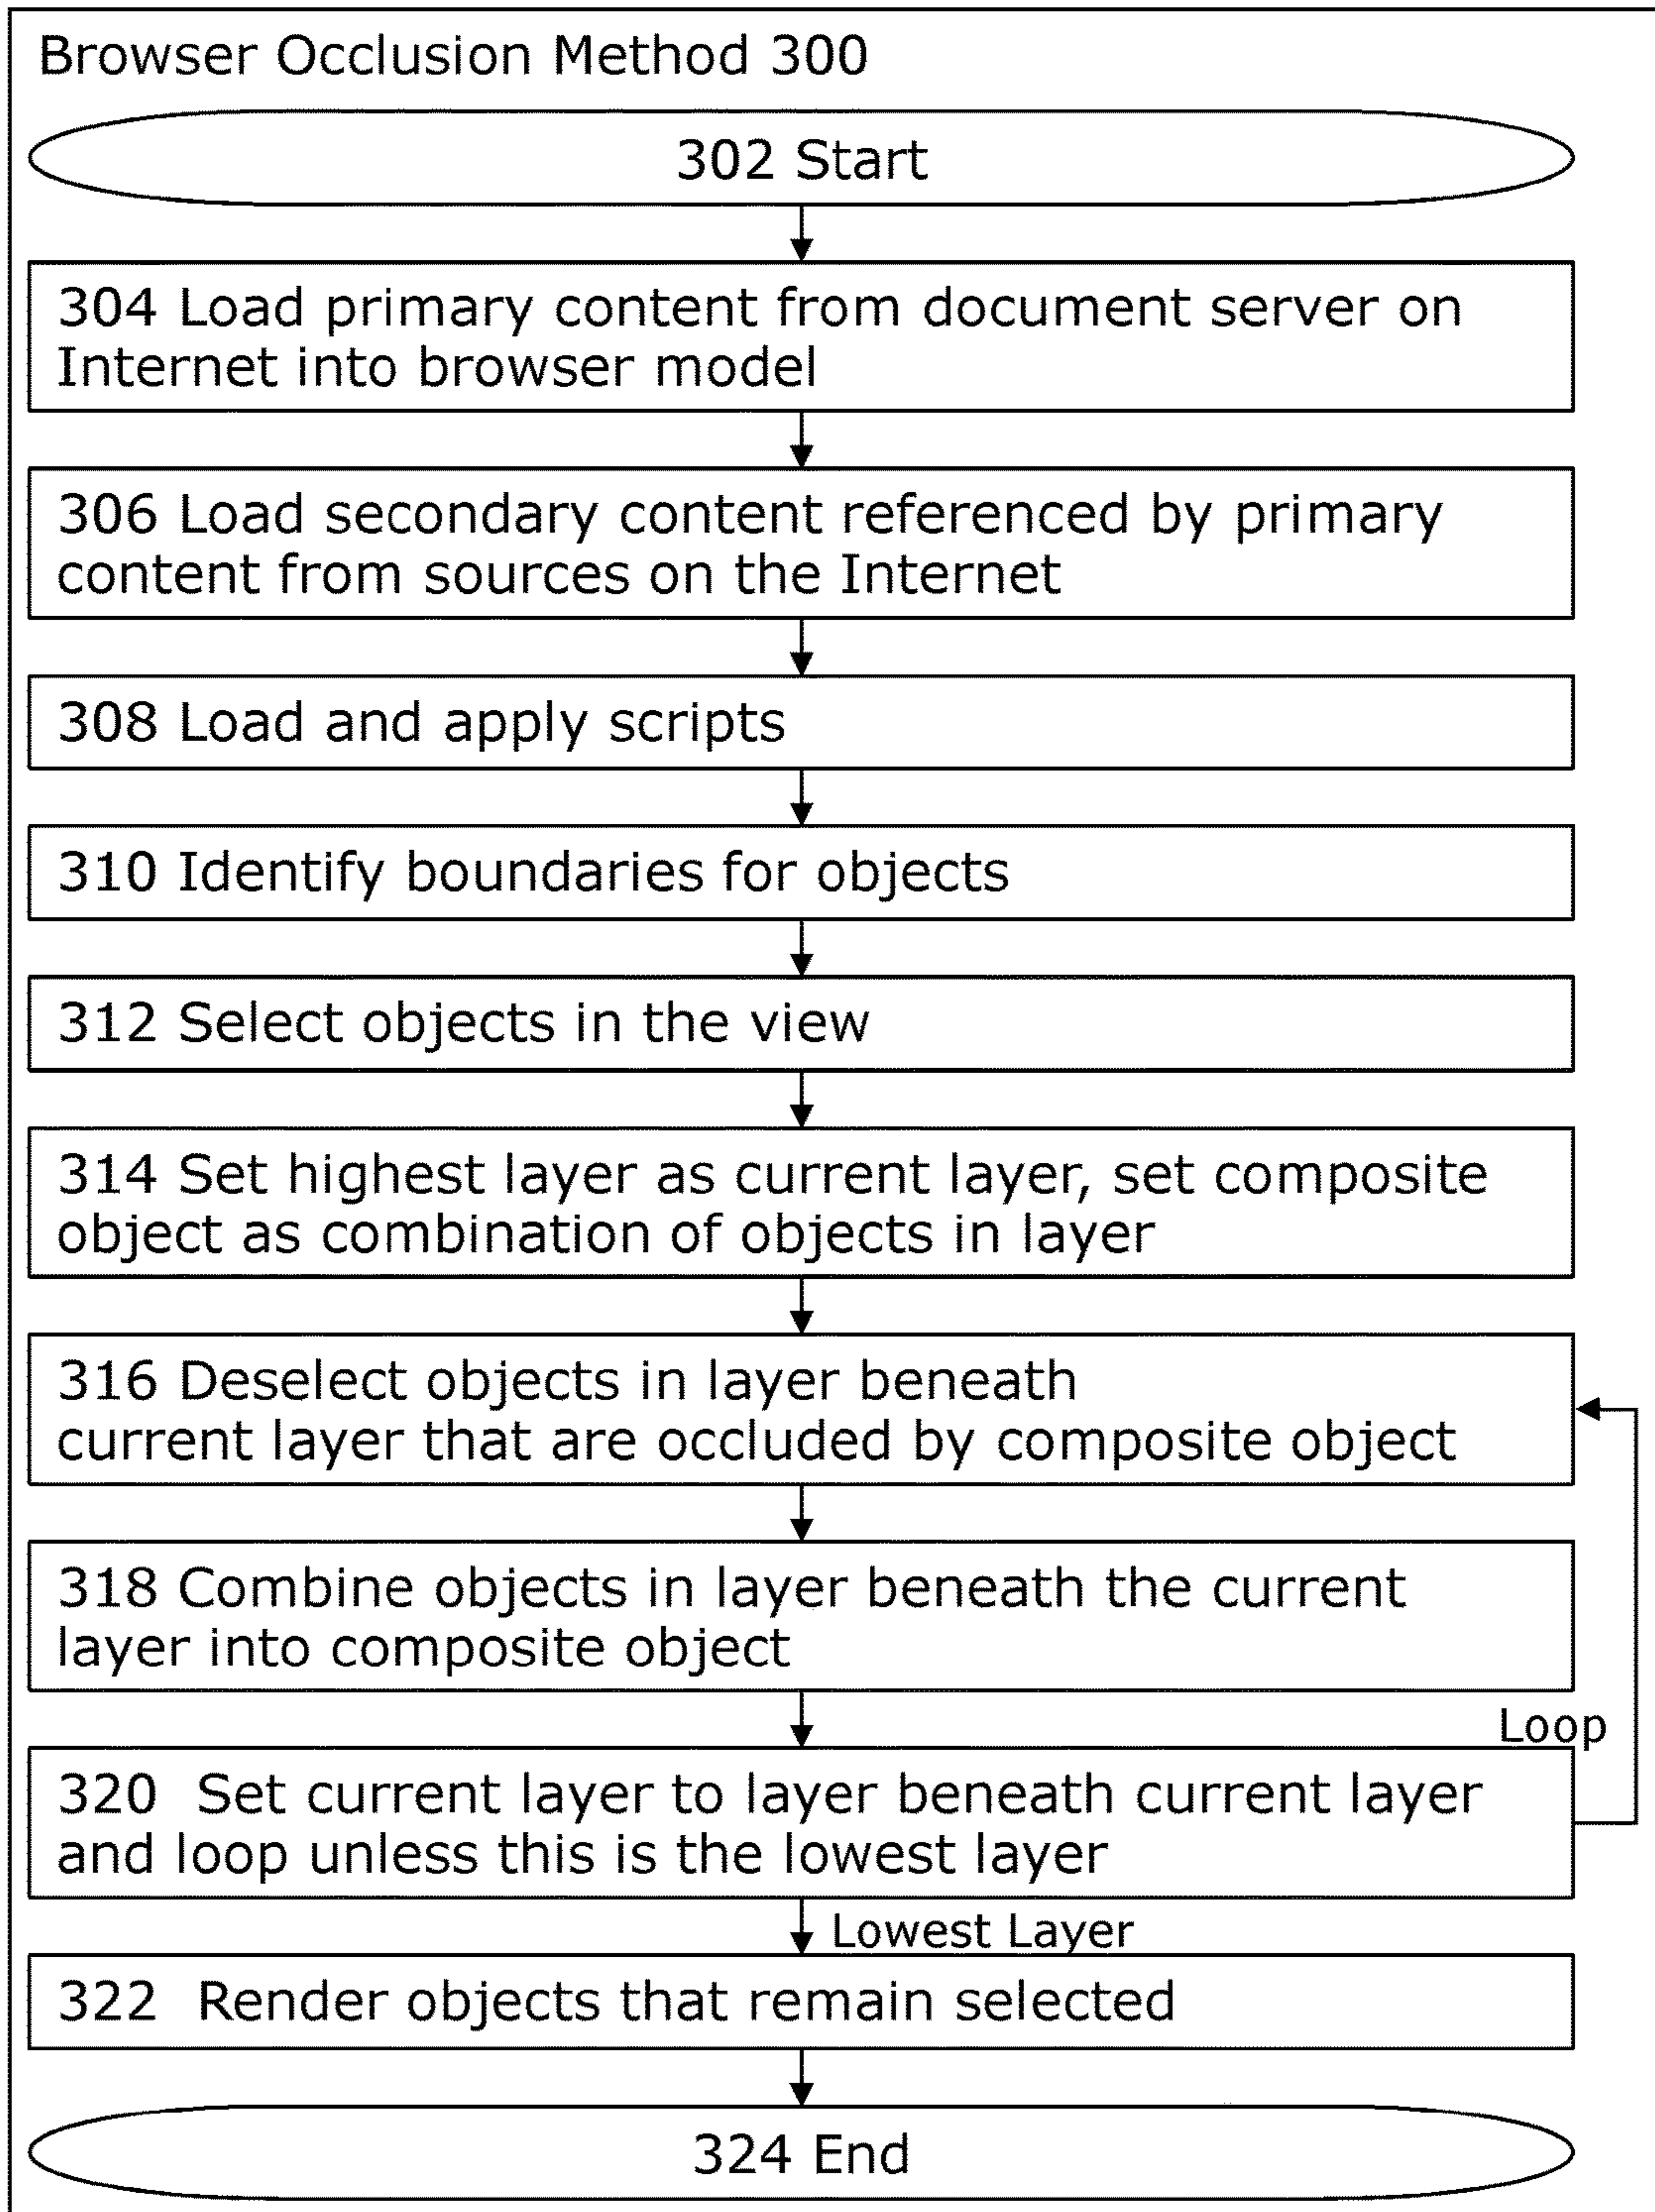 Browser Occlusion Method 300
302 Start
304 Load primary content from document server on
Internet into browser model
306 Load secondary content referenced by primary
content from sources on the Internet
308 Load and apply scripts
310 Identify boundaries for objects
312 Select objects in the view
314 Set highest layer as current layer, set composite
object as combination of objects in layer
316 Deselect objects in layer beneath
current layer that are occluded by composite object
318 Combine objects in layer beneath the current
layer into composite object
Loop
320 Set current layer to layer beneath current layer
and loop unless this is the lowest layer
Lowest Layer
322 Render objects that remain selected
324 End